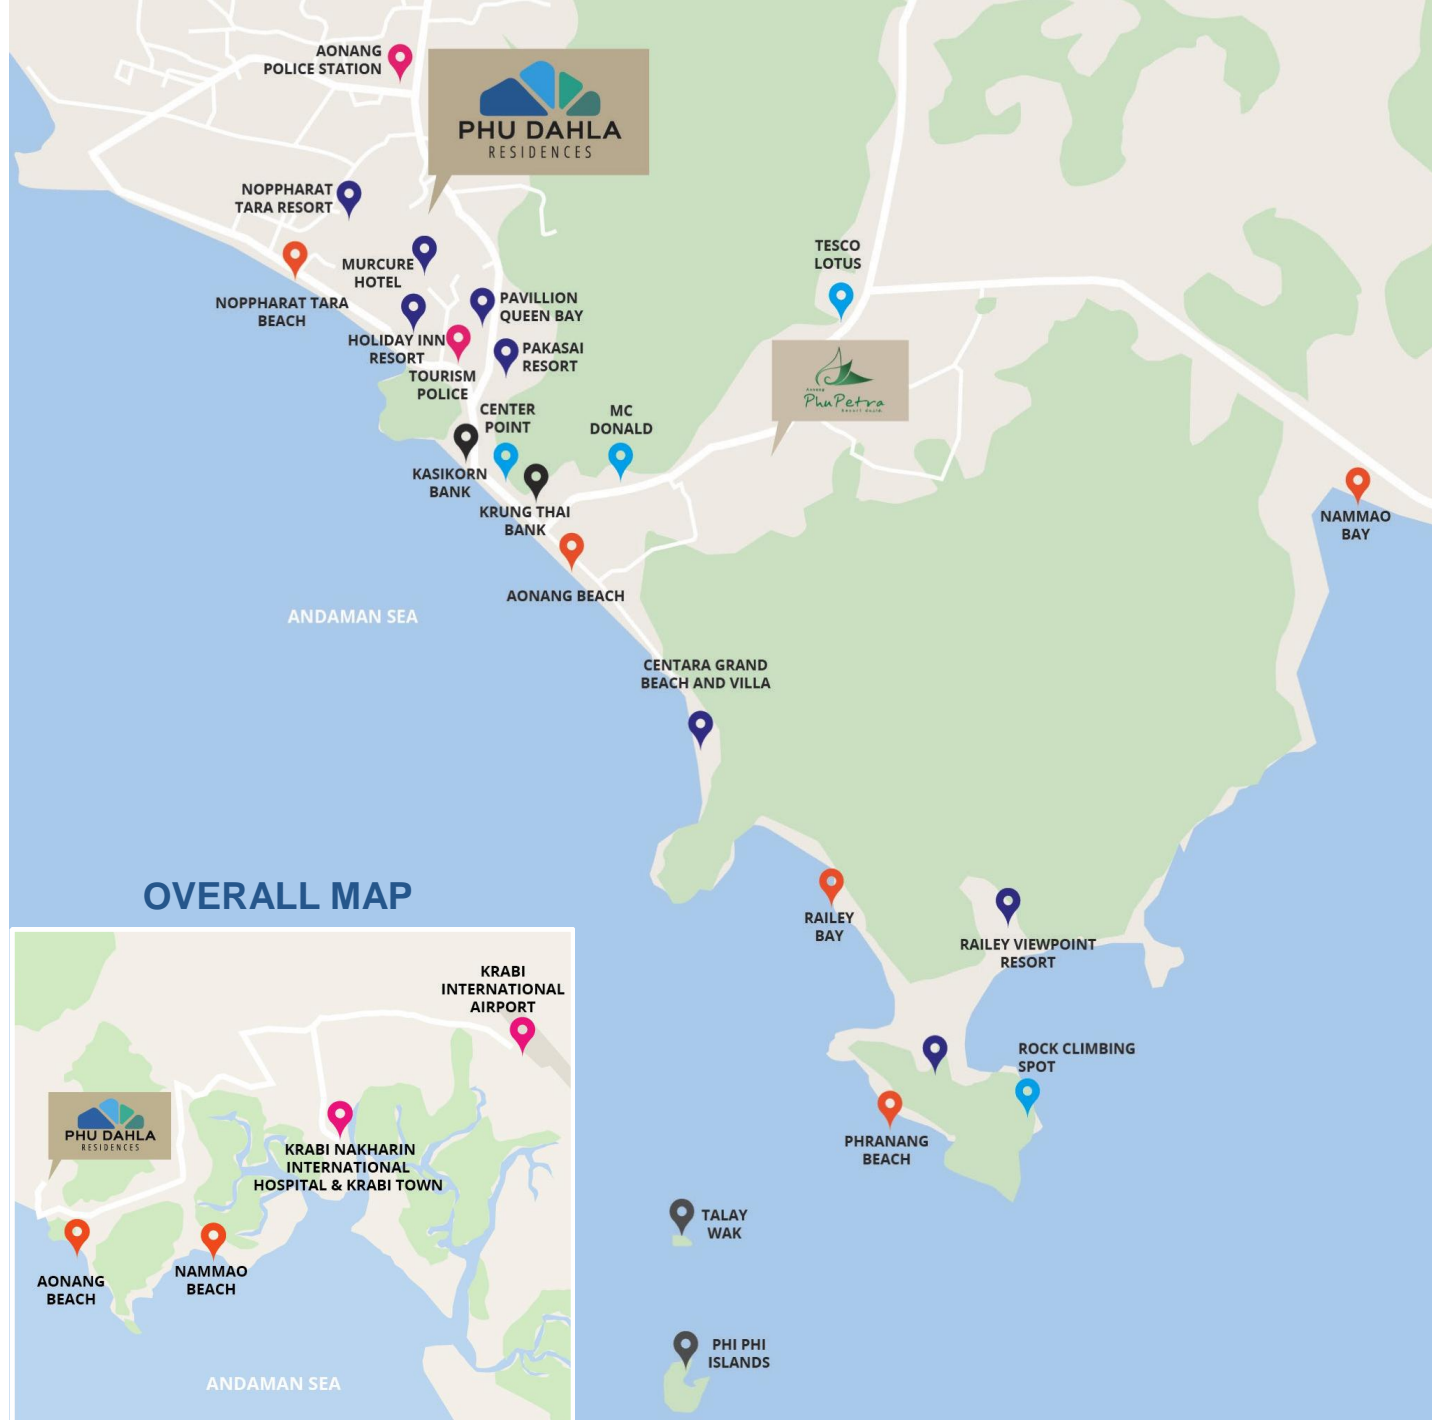 AONANG
POLICE STATION
PHU DAHLA
RESIDENCES
NOPPHARAT
TARA RESORT
MURCURE
HOTEL
NOPPHARAT TARA
BEACH
PAVILLION
QUEEN BAY
HOLIDAY INN
RESORT
PAKASAI
RESORT
TOURISM
POLICE
TESCO
LOTUS
Aonang
PhuPetra
Resort Krabi
CENTER
POINT
MC
DONALD
KASIKORN
BANK
KRUNG THAI
BANK
NAMMAO
BAY
AONANG BEACH
ANDAMAN SEA
CENTARA GRAND
BEACH AND VILLA
RAILEY
BAY
RAILEY VIEWPOINT
RESORT
ROCK CLIMBING
SPOT
PHRANANG
BEACH
TALAY
WAK
PHI PHI
ISLANDS
OVERALL MAP
KRABI
INTERNATIONAL
AIRPORT
PHU DAHLA
RESIDENCES
KRABI NAKHARIN
INTERNATIONAL
HOSPITAL & KRABI TOWN
AONANG
BEACH
NAMMAO
BEACH
ANDAMAN SEA